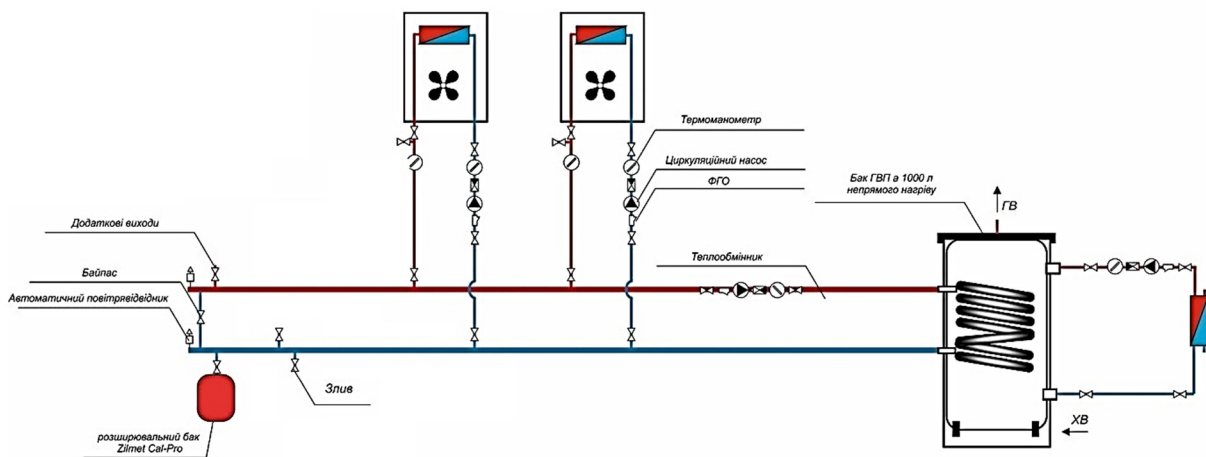 Термоманометр
Циркуляційний насос
ФГО
Бак ГВП а 1000 л
непрямого нагріву
ГВ
Додаткові виходи
Байпас
Автоматичний повітрявідвідник
Теплообмінник
Злив
ХВ
розширювальний бак
Zilmet Cal-Pro